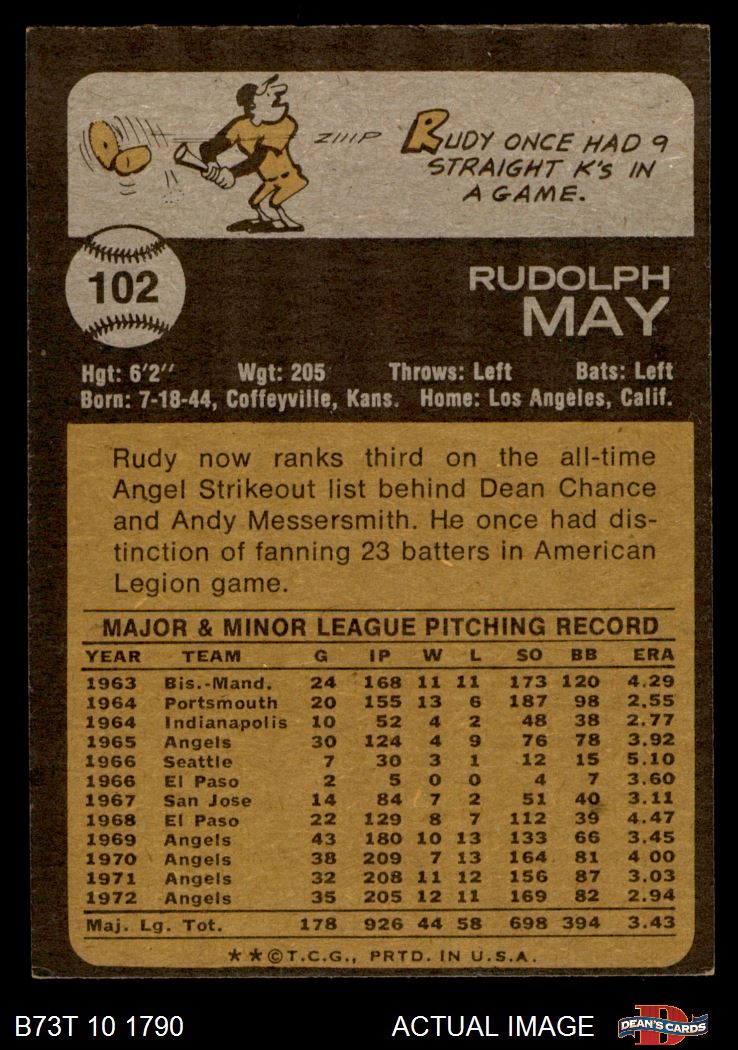 ZIIIP
RUDY ONCE HAD 9
STRAIGHT K'S IN
A GAME.
102
RUDOLPH
MAY
Hgt: 6'2'' Wgt: 205 Throws: Left Bats: Left
Born: 7-18-44, Coffeyville, Kans. Home: Los Angeles, Calif.
Rudy now ranks third on the all-time
Angel Strikeout list behind Dean Chance
and Andy Messersmith. He once had dis-
tinction of fanning 23 batters in American
Legion game.
MAJOR & MINOR LEAGUE PITCHING RECORD
YEAR TEAM G IP W L SO BB ERA
1963 Bis.-Mand. 24 168 11 11 173 120 4.29
1964 Portsmouth 20 155 13 6 187 98 2.55
1964 Indianapolis 10 52 4 2 48 38 2.77
1965 Angels 30 124 4 9 76 78 3.92
1966 Seattle 7 30 3 1 12 15 5.10
1966 El Paso 2 5 0 0 4 7 3.60
1967 San Jose 14 84 7 2 51 40 3.11
1968 El Paso 22 129 8 7 112 39 4.47
1969 Angels 43 180 10 13 133 66 3.45
1970 Angels 38 209 7 13 164 81 4 00
1971 Angels 32 208 11 12 156 87 3.03
1972 Angels 35 205 12 11 169 82 2.94
Maj. Lg. Tot. 178 926 44 58 698 394 3.43
★★©T.C.G., PRTD. IN U.S.A.
B73T 10 1790 ACTUAL IMAGE D DEAN'S CARDS